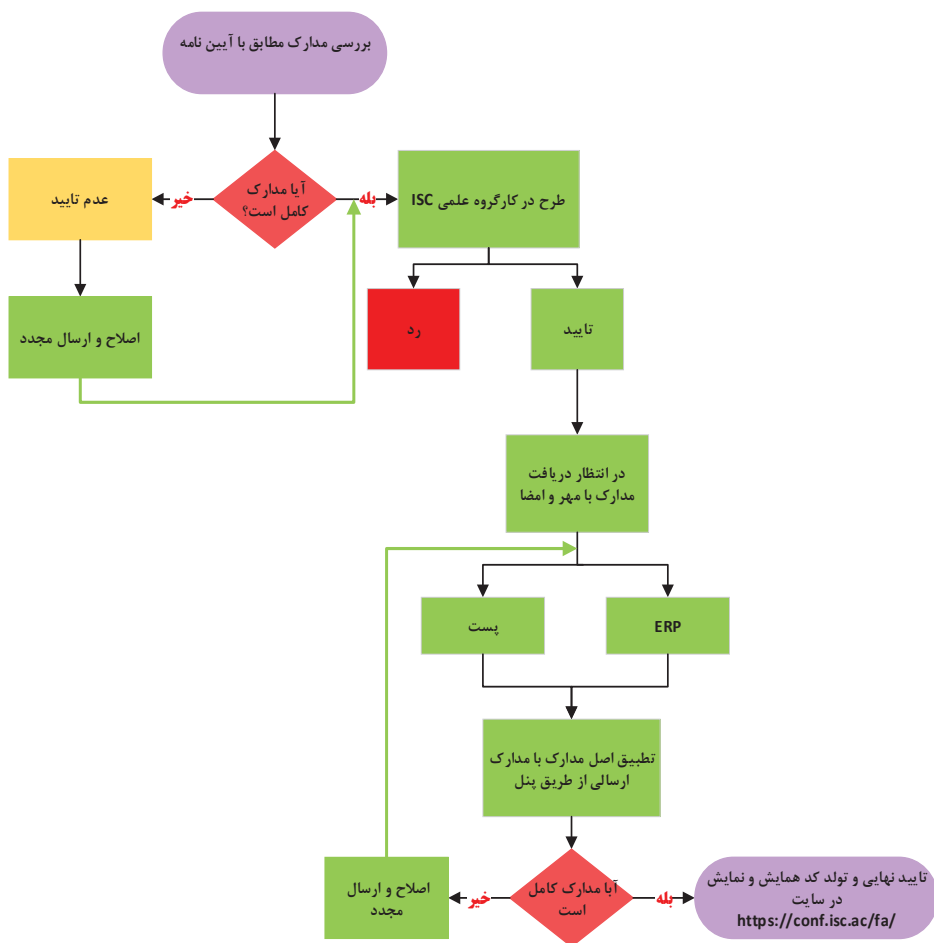 بررسی مدارک مطابق با آیین نامه
آیا مدارک
کامل است؟
بله
خیر
طرح در کارگروه علمی ISC
عدم تایید
اصلاح و ارسال مجدد
رد
تایید
در انتظار دریافت
مدارک با مهر و امضا
پست
ERP
تطبیق اصل مدارک با مدارک
ارسالی از طریق پنل
آیا مدارک کامل
است
بله
خیر
اصلاح و ارسال
مجدد
تایید نهایی و تولد کد همایش و نمایش
در سایت
https://conf.isc.ac/fa/